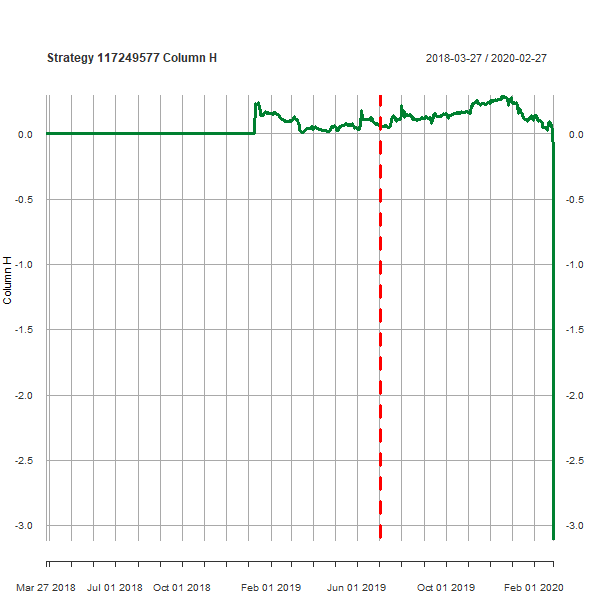 Strategy 117249577 Column H
2018-03-27 / 2020-02-27
0.0 0.0
-0.5 -0.5
-1.0 -1.0
Column H
-1.5 -1.5
-2.0 -2.0
-2.5 -2.5
-3.0 -3.0
Mar 27 2018 Jul 01 2018 Oct 01 2018 Feb 01 2019 Jun 01 2019 Oct 01 2019 Feb 01 2020